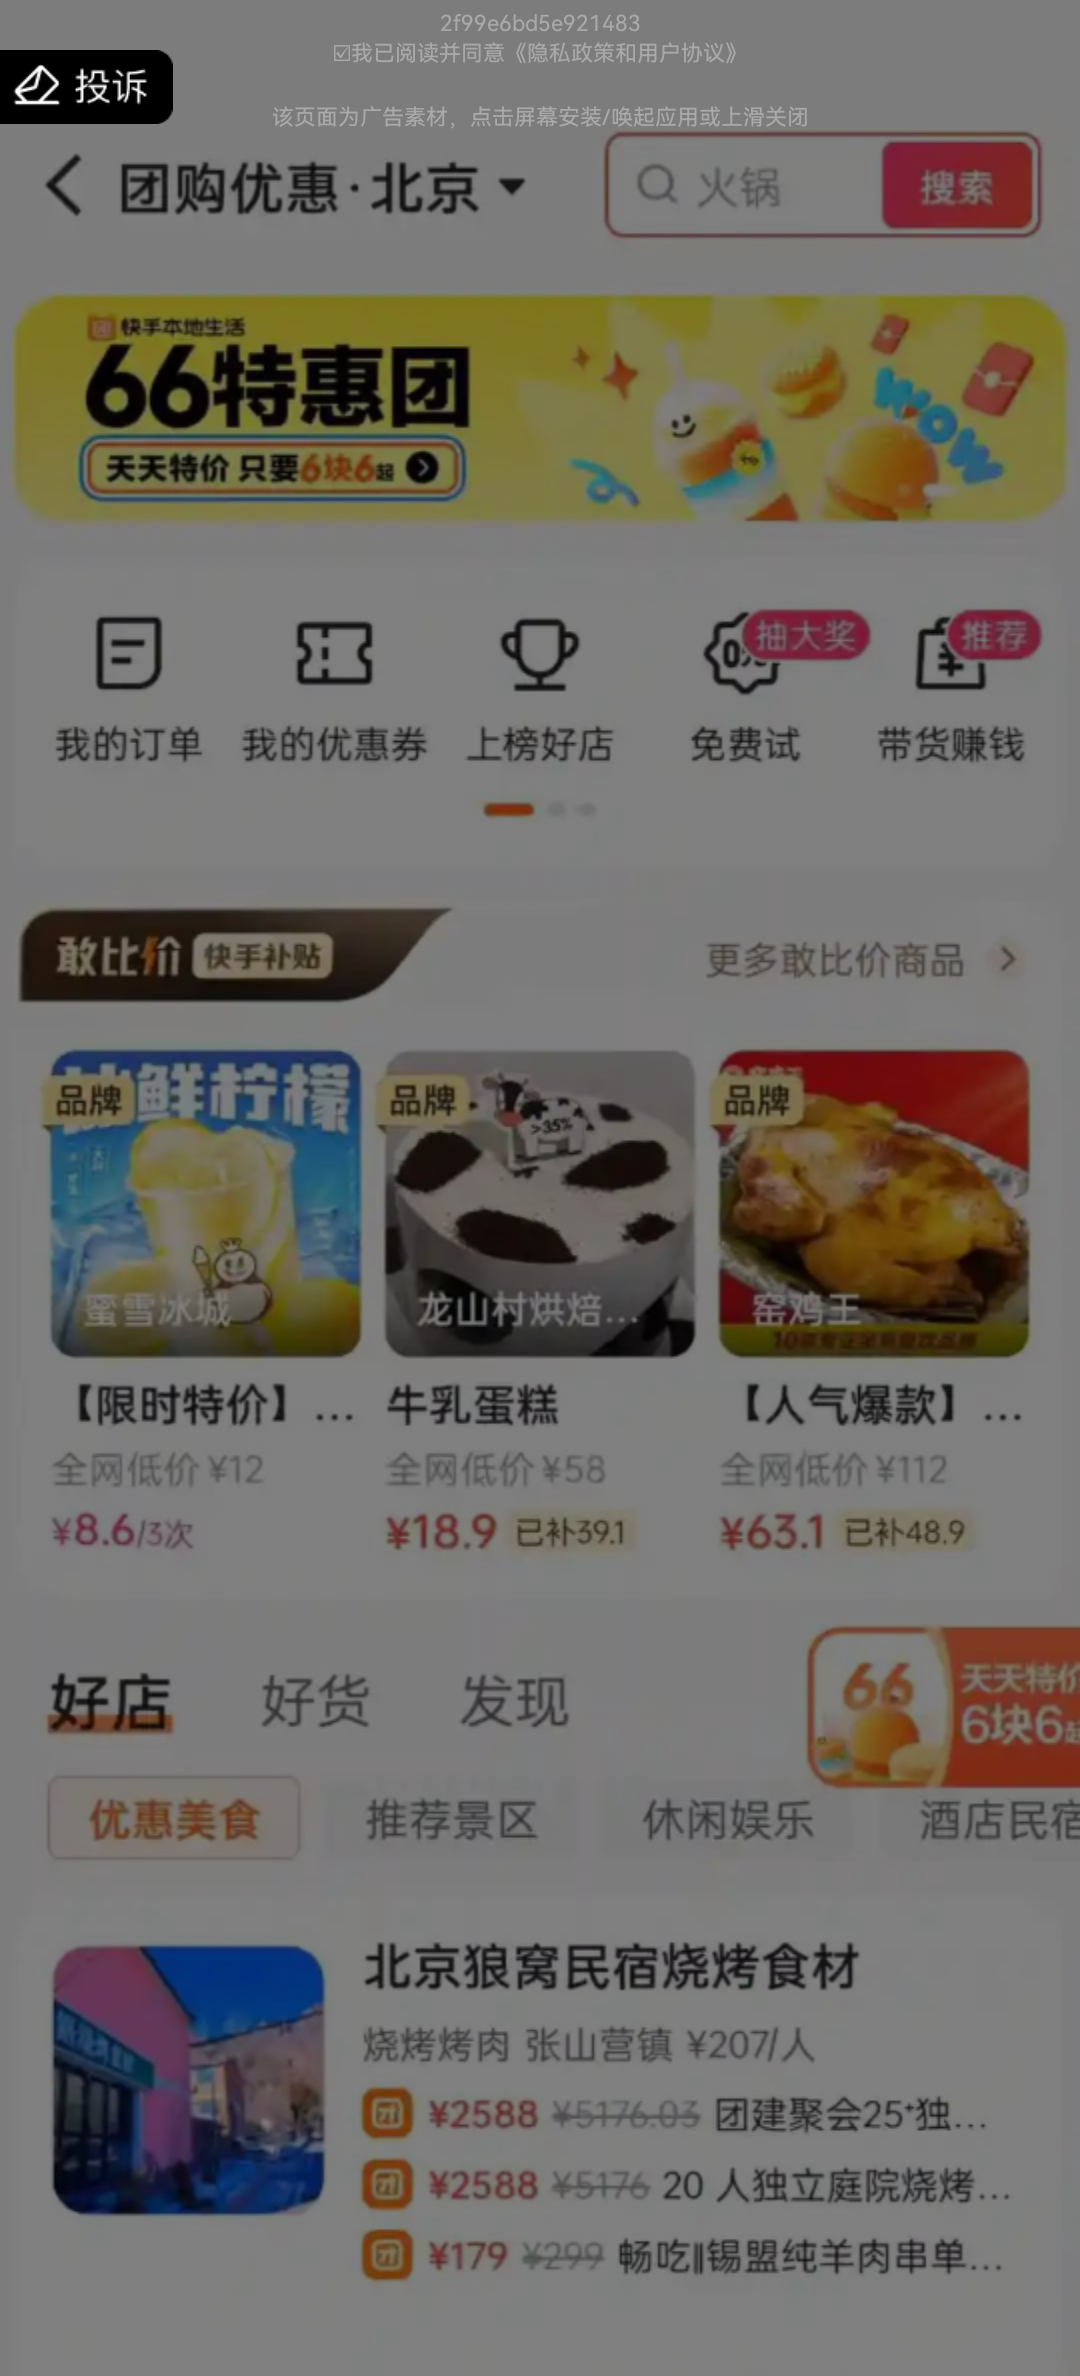 2f99e6bd5e921483
☑我已阅读并同意《隐私政策和用户协议》
投诉
该页面为广告素材，点击屏幕安装/唤起应用或上滑关闭
团购优惠·北京
火锅
搜索
快手本地生活
66特惠团
天天特价 只要6块6起
WOW
抽大奖
推荐
我的订单
我的优惠券
上榜好店
免费试
带货赚钱
敢比价 快手补贴
更多敢比价商品
品牌
鲜柠檬
蜜雪冰城
品牌
>35%
龙山村烘焙...
品牌
窑鸡王
【限时特价】...
牛乳蛋糕
【人气爆款】...
全网低价 ¥12
全网低价 ¥58
全网低价 ¥112
¥8.6/3次
¥18.9 已补39.1
¥63.1 已补48.9
好店
好货
发现
66
天天特价
6块6起
优惠美食
推荐景区
休闲娱乐
酒店民宿
北京狼窝民宿烧烤食材
烧烤烤肉 张山营镇 ¥207/人
团 ¥2588 ¥5176.03 团建聚会25⁺独...
团 ¥2588 ¥5176 20 人独立庭院烧烤...
团 ¥179 ¥299 畅吃‖锡盟纯羊肉串单...